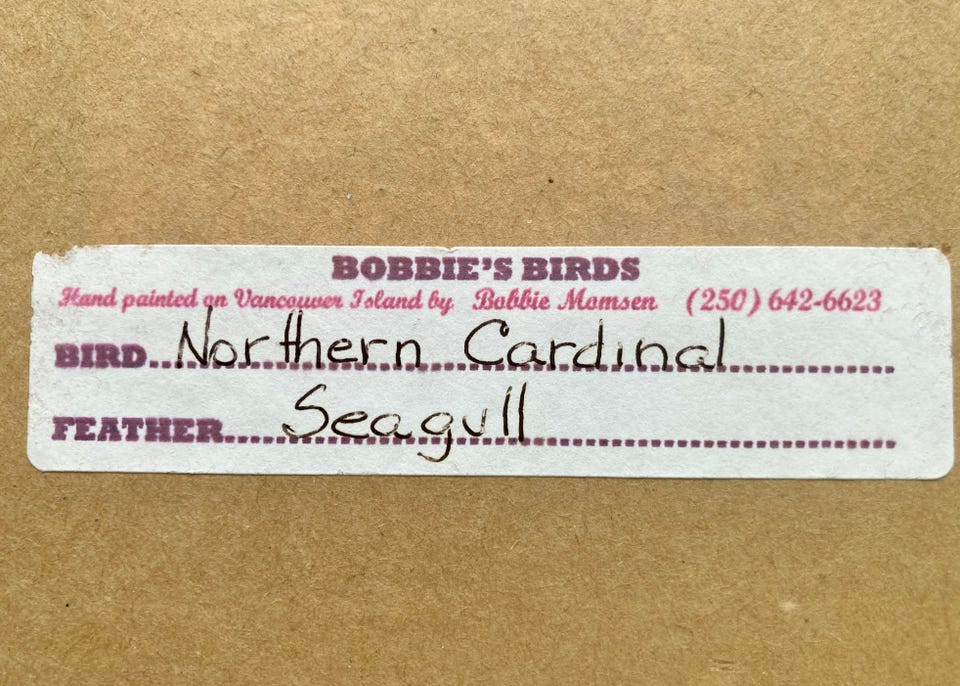 BOBBIE'S BIRDS
Hand painted on Vancouver Island by Bobbie Momsen (250) 642-6623
BIRD...Northern Cardinal...............
FEATHER.....Seagull..............................